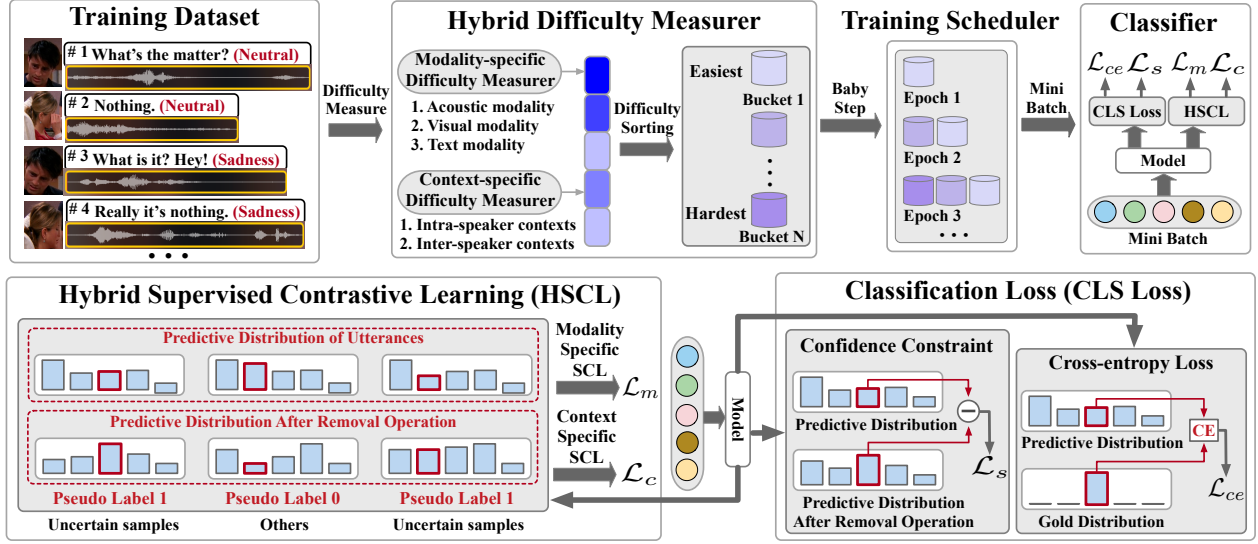 Training Dataset
# 1 What's the matter? (Neutral)
# 2 Nothing. (Neutral)
# 3 What is it? Hey! (Sadness)
#4 Really it's nothing. (Sadness)
• • •
Difficulty
Measure
Hybrid Difficulty Measurer
Modality-specific
Difficulty Measurer
1. Acoustic modality
2. Visual modality
3. Text modality
Context-specific
Difficulty Measurer
1. Intra-speaker contexts
2. Inter-speaker contexts
Difficulty
Sorting
Easiest
Bucket 1
Hardest
Bucket N
Baby
Step
Training Scheduler
Epoch 1
Epoch 2
Epoch 3
• • •
Mini
Batch
Classifier
ℒce ℒs ℒm ℒc
CLS Loss HSCL
Model
Mini Batch
Hybrid Supervised Contrastive Learning (HSCL)
Predictive Distribution of Utterances
Predictive Distribution After Removal Operation
Pseudo Label 1 Pseudo Label 0 Pseudo Label 1
Uncertain samples Others Uncertain samples
Modality
Specific
SCL
ℒm
Context
Specific
SCL
ℒc
Model
Classification Loss (CLS Loss)
Confidence Constraint
Predictive Distribution
Predictive Distribution
After Removal Operation
ℒs
Cross-entropy Loss
Predictive Distribution
CE
Gold Distribution
ℒce